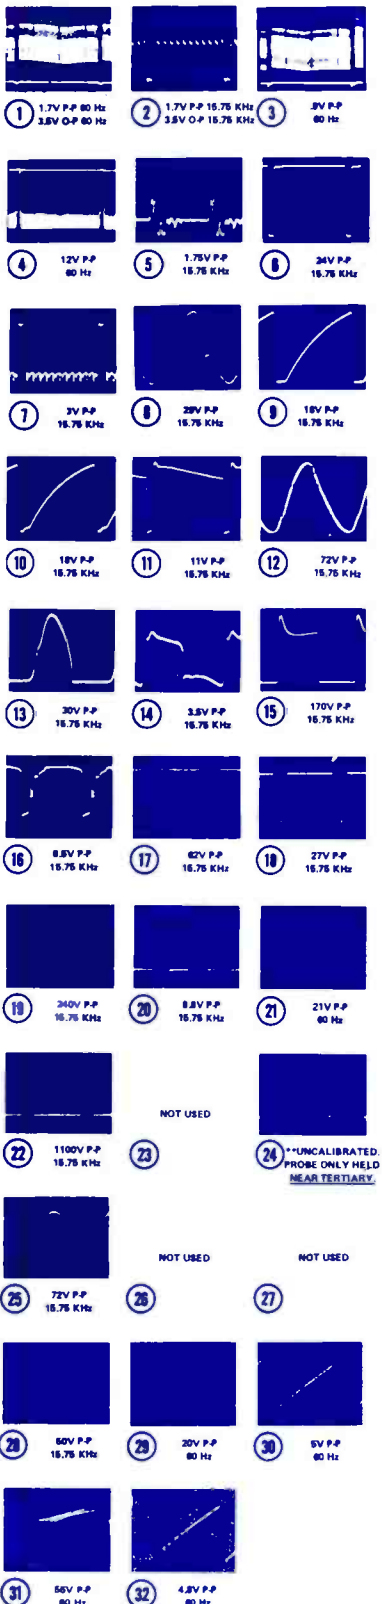 1 1.7V P-P 60 Hz
3.5V O-P 60 Hz
2 1.7V P-P 15.75 KHz
3.5V O-P 15.75 KHz
3 .8V P-P
60 Hz
4 12V P-P
60 Hz
5 1.75V P-P
15.75 KHz
6 24V P-P
15.75 KHz
7 3V P-P
15.75 KHz
8 28V P-P
15.75 KHz
9 18V P-P
15.75 KHz
10 18V P-P
15.75 KHz
11 11V P-P
15.75 KHz
12 72V P-P
15.75 KHz
13 30V P-P
15.75 KHz
14 3.5V P-P
15.75 KHz
15 170V P-P
15.75 KHz
16 8.5V P-P
15.75 KHz
17 62V P-P
15.75 KHz
18 27V P-P
15.75 KHz
19 240V P-P
15.75 KHz
20 8.8V P-P
15.75 KHz
21 21V P-P
60 Hz
22 1100V P-P
15.75 KHz
NOT USED
23
24 **UNCALIBRATED.
PROBE ONLY HELD
NEAR TERTIARY.
25 72V P-P
15.75 KHz
NOT USED
26
NOT USED
27
28 60V P-P
15.75 KHz
29 20V P-P
60 Hz
30 5V P-P
60 Hz
31 56V P-P
60 Hz
32 4.8V P-P
60 Hz